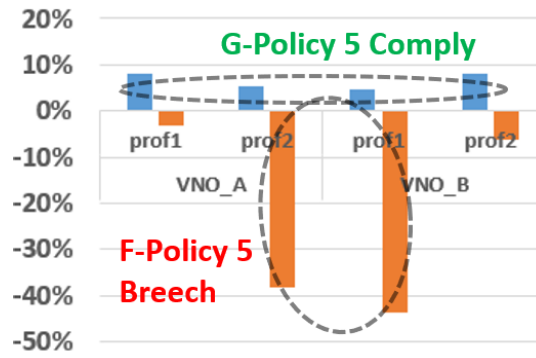 20%
G-Policy 5 Comply
10%
0%
prof1 prof2 prof1 prof2
-10%
VNO_A VNO_B
-20%
F-Policy 5
-30%
Breech
-40%
-50%